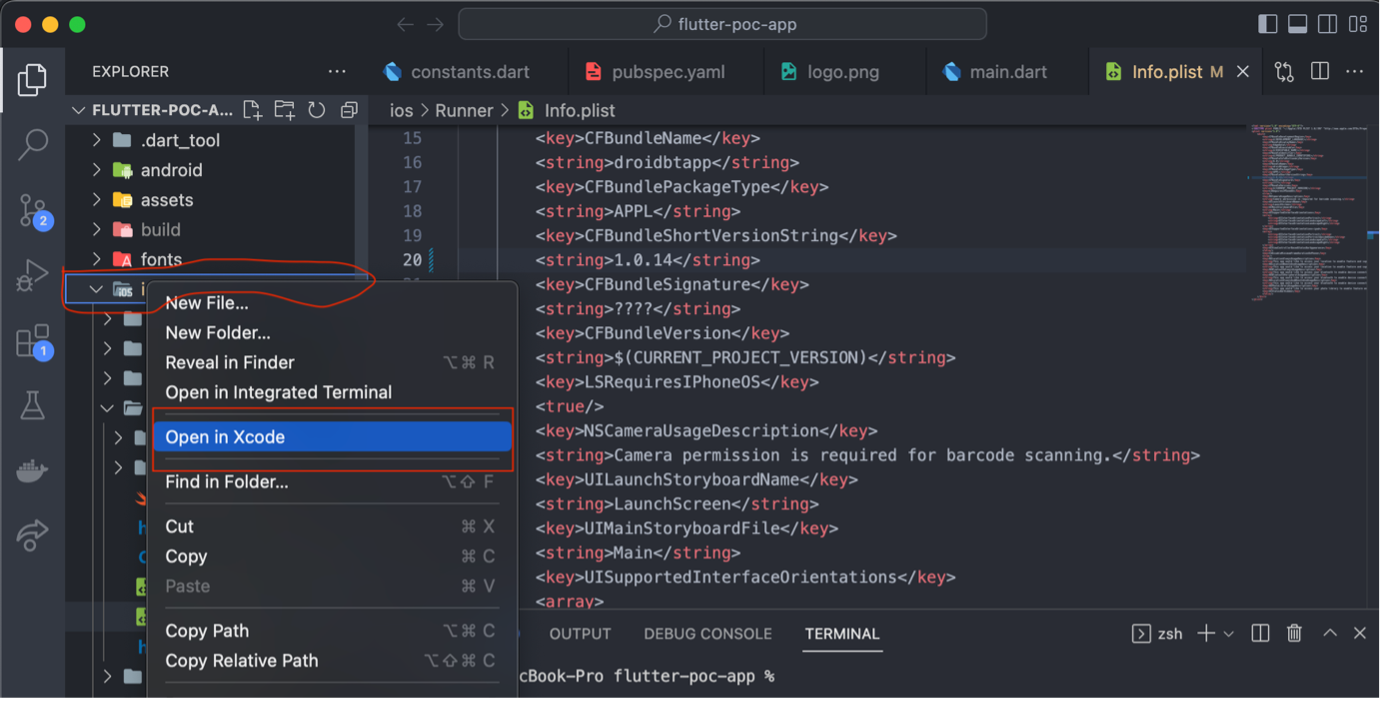 flutter-poc-app
EXPLORER
constants.dart
pubspec.yaml
logo.png
main.dart
Info.plist M
FLUTTER-POC-A...
ios > Runner > Info.plist
.dart_tool
android
assets
build
fonts
2
1
iOS
New File...
New Folder...
Reveal in Finder ⌥⌘ R
Open in Integrated Terminal
Open in Xcode
Find in Folder... ⌥⇧ F
Cut ⌘ X
Copy ⌘ C
Paste ⌘ V
Copy Path ⌥⌘ C
Copy Relative Path ⌥⇧⌘ C
15 <key>CFBundleName</key>
16 <string>droidbtapp</string>
17 <key>CFBundlePackageType</key>
18 <string>APPL</string>
19 <key>CFBundleShortVersionString</key>
20 <string>1.0.14</string>
<key>CFBundleSignature</key>
<string>????</string>
<key>CFBundleVersion</key>
<string>$(CURRENT_PROJECT_VERSION)</string>
<key>LSRequiresIPhoneOS</key>
<true/>
<key>NSCameraUsageDescription</key>
<string>Camera permission is required for barcode scanning.</string>
<key>UILaunchStoryboardName</key>
<string>LaunchScreen</string>
<key>UIMainStoryboardFile</key>
<string>Main</string>
<key>UISupportedInterfaceOrientations</key>
<array>
OUTPUT
DEBUG CONSOLE
TERMINAL
zsh
cBook-Pro flutter-poc-app %